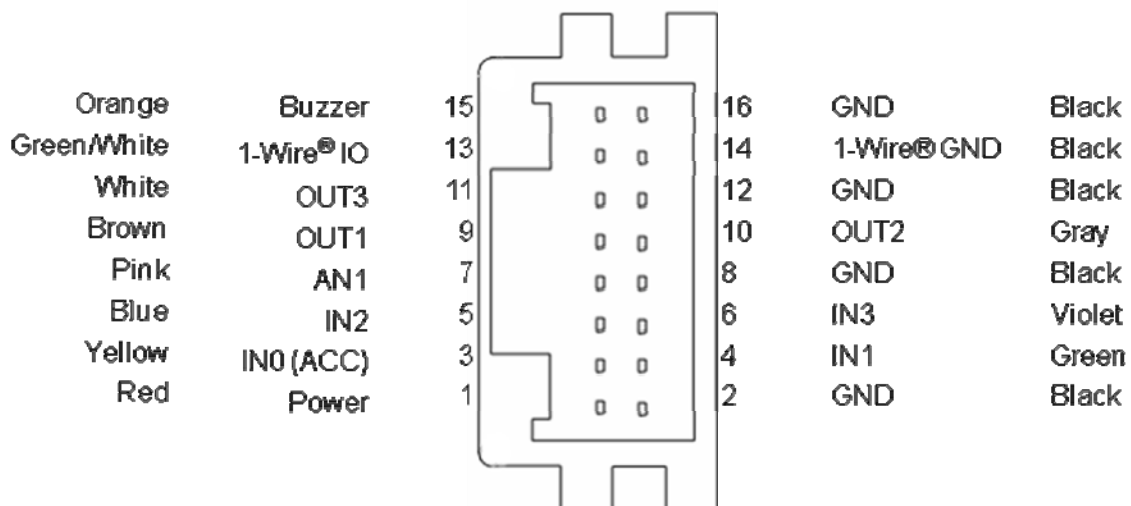 Orange Buzzer 15 16 GND Black
Green/White 1-Wire® IO 13 14 1-Wire® GND Black
White OUT3 11 12 GND Black
Brown OUT1 9 10 OUT2 Gray
Pink AN1 7 8 GND Black
Blue IN2 5 6 IN3 Violet
Yellow IN0 (ACC) 3 4 IN1 Green
Red Power 1 2 GND Black